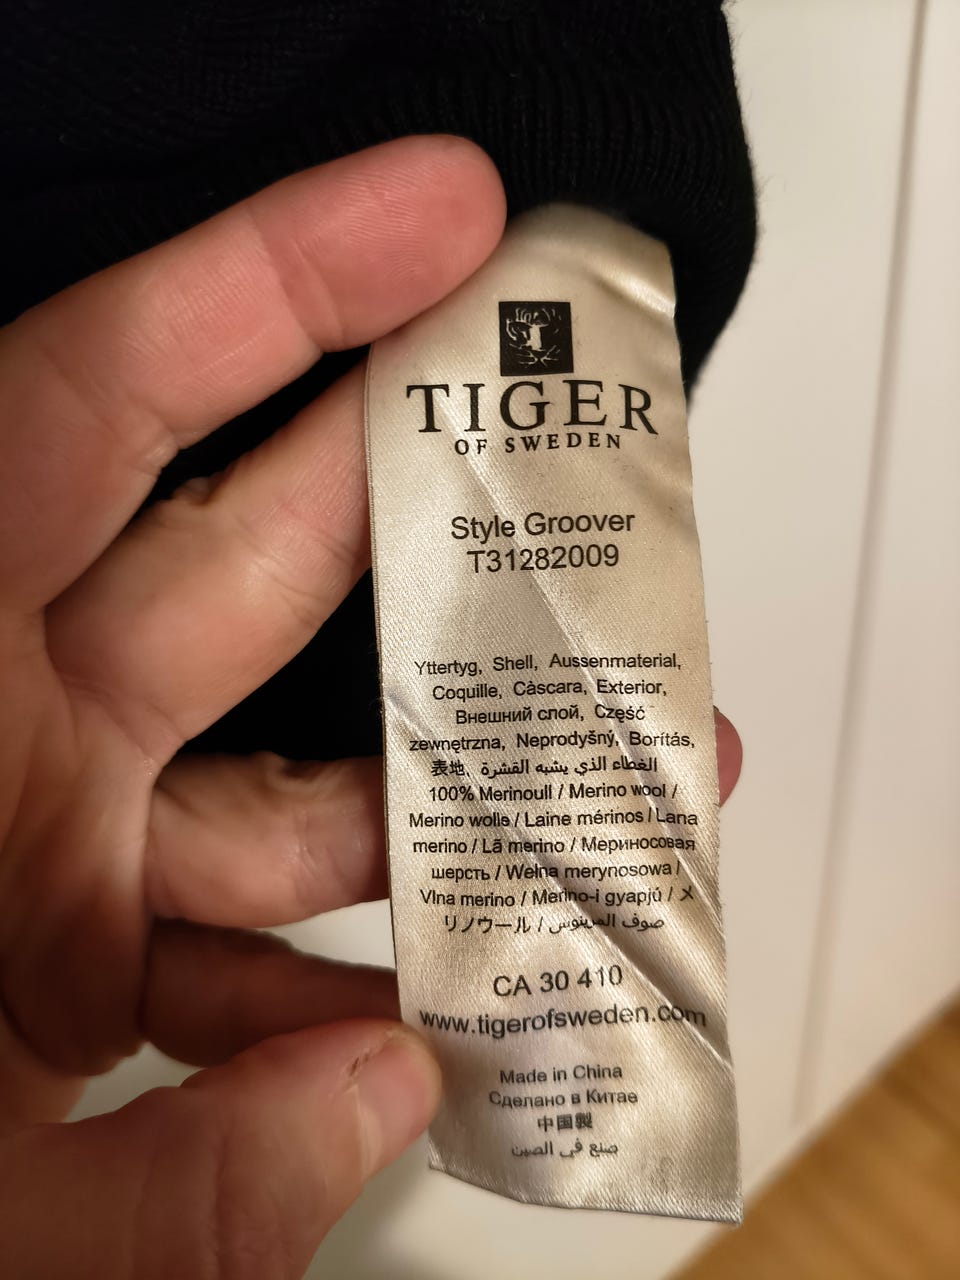 TIGER
OF SWEDEN
Style Groover
T31282009
Yttertyg, Shell, Aussenmaterial,
Coquille, Càscara, Exterior,
Внешний слой, Część
zewnętrzna, Neprodyšný, Borítás,
表地, الغطاء الذي يشبه القشرة
100% Merinoull / Merino wool /
Merino wolle / Laine mérinos / Lana
merino / Lã merino / Мериносовая
шерсть / Wełna merynosowa /
Vlna merino / Merino-i gyapjú / メ
リノウール / صوف المرينوس
CA 30 410
www.tigerofsweden.com
Made in China
Сделано в Китае
中国製
صنع في الصين